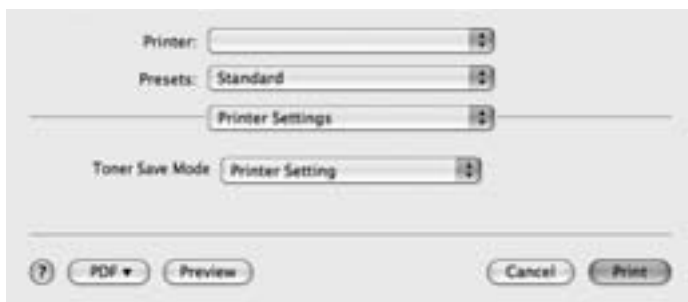 Printer:
Presets: Standard
Printer Settings
Toner Save Mode Printer Setting
? PDF ▼ Preview Cancel Print